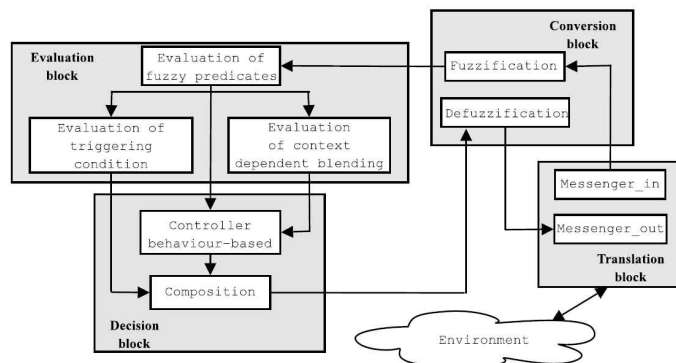 Evaluation
block
Evaluation of
fuzzy predicates
Evaluation of
triggering
condition
Evaluation
of context
dependent blending
Conversion
block
Fuzzification
Defuzzification
Messenger_in
Messenger_out
Translation
block
Controller
behaviour-based
Composition
Decision
block
Environment